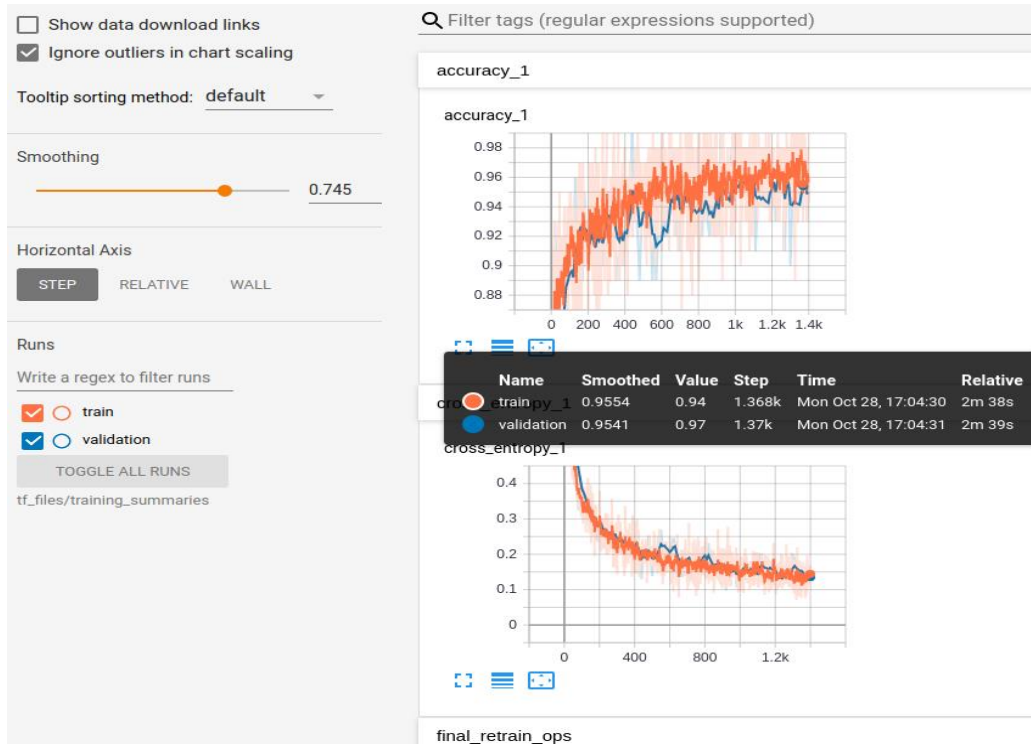 Show data download links
Ignore outliers in chart scaling
Tooltip sorting method: default
Smoothing
0.745
Horizontal Axis
STEP RELATIVE WALL
Runs
Write a regex to filter runs
train
validation
TOGGLE ALL RUNS
tf_files/training_summaries
Filter tags (regular expressions supported)
accuracy_1
accuracy_1
0.98
0.96
0.94
0.92
0.9
0.88
0 200 400 600 800 1k 1.2k 1.4k
Name Smoothed Value Step Time Relative
train 0.9554 0.94 1.368k Mon Oct 28, 17:04:30 2m 38s
validation 0.9541 0.97 1.37k Mon Oct 28, 17:04:31 2m 39s
cross_entropy_1
cross_entropy_1
0.4
0.3
0.2
0.1
0
0 400 800 1.2k
final_retrain_ops